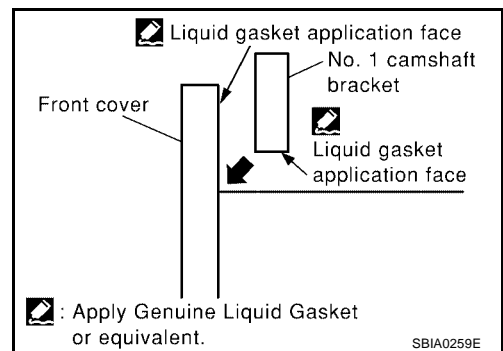 Liquid gasket application face
No. 1 camshaft
bracket
Front cover
Liquid gasket
application face
: Apply Genuine Liquid Gasket
or equivalent.
SBIA0259E